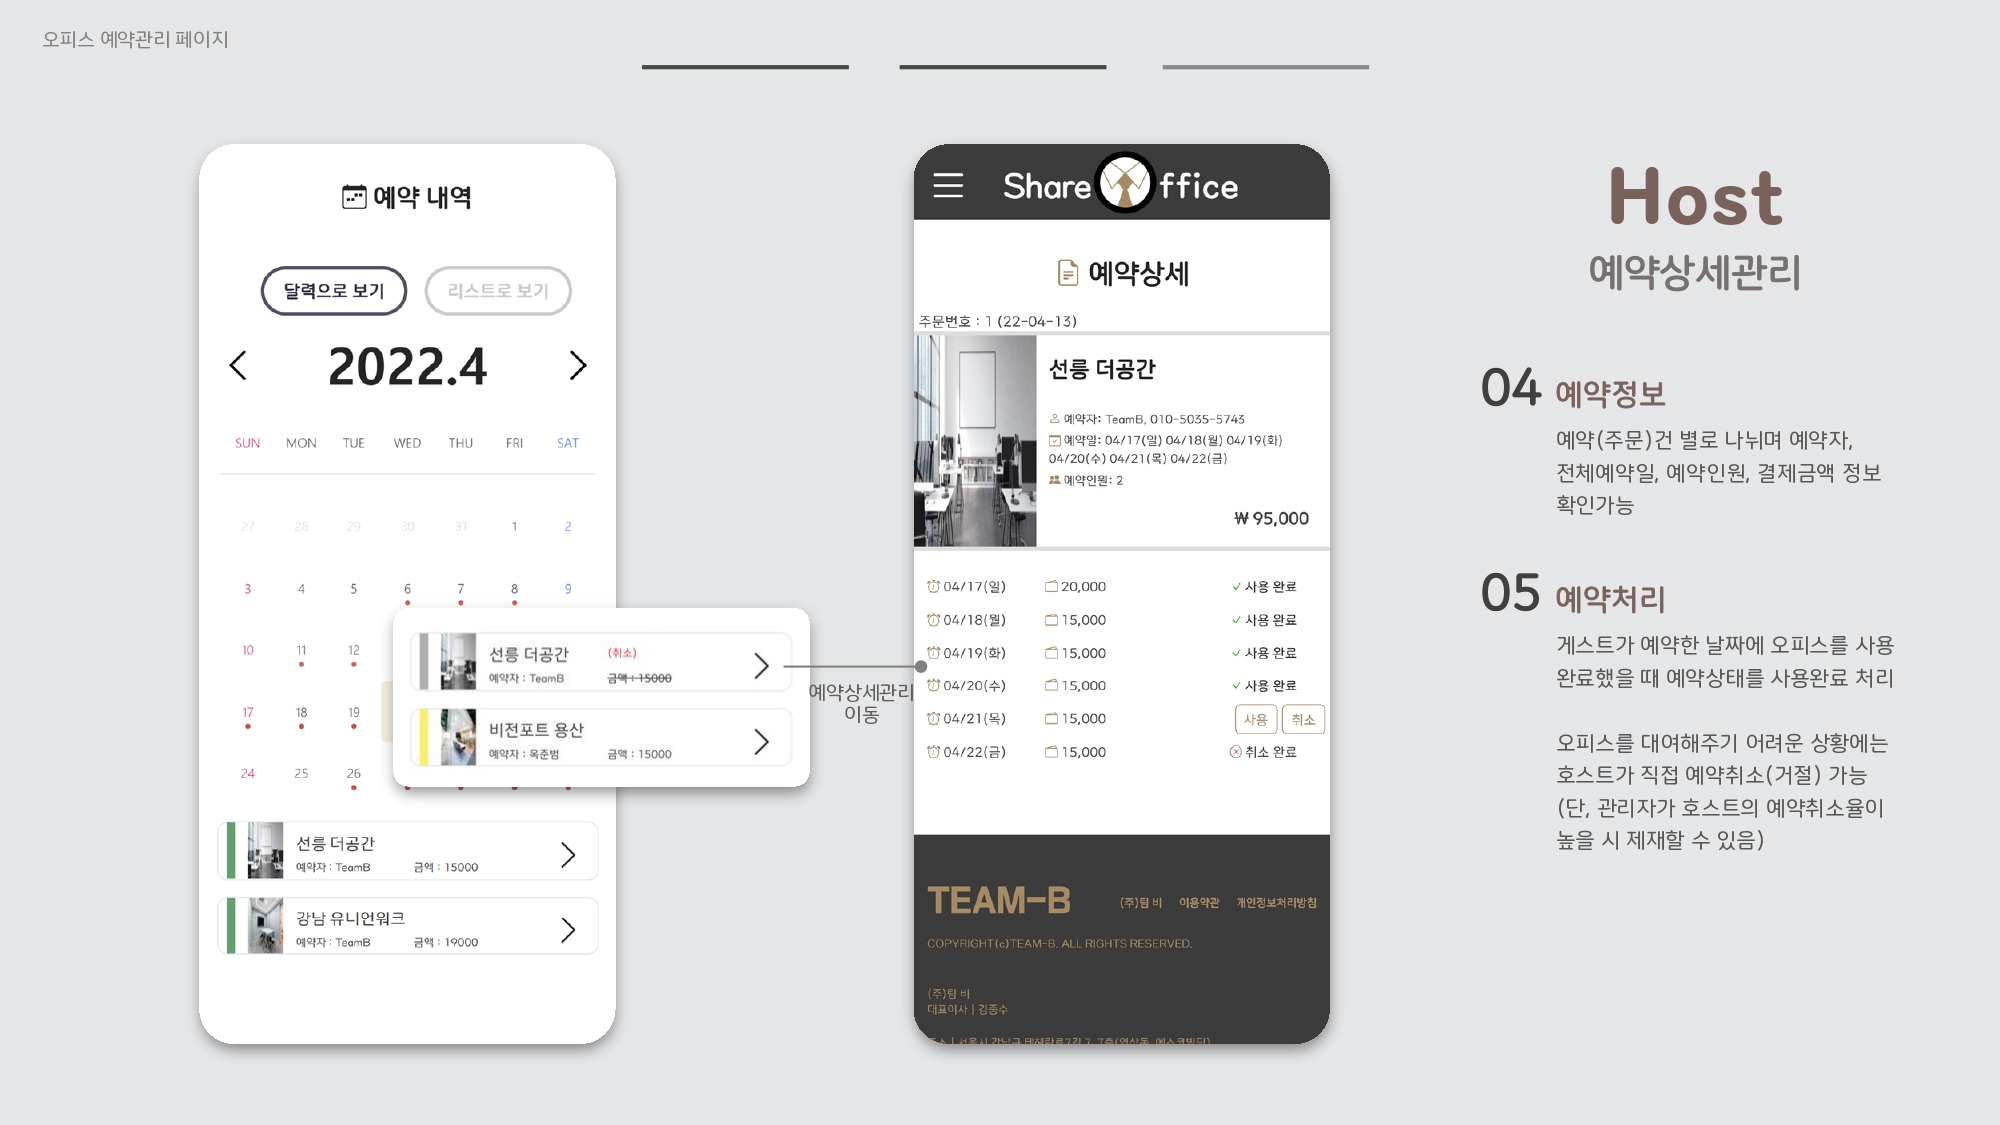 오피스 예약관리 페이지
예약 내역
달력으로 보기 리스트로 보기
2022.4
SUN MON TUE WED THU FRI SAT
27 28 29 30 31 1 2
3 4 5 6 7 8 9
10 11 12
17 18 19
24 25 26
선릉 더공간 (취소)
예약자 : TeamB 금액 : 15000
비전포트 용산
예약자 : 옥준범 금액 : 15000
선릉 더공간
예약자 : TeamB 금액 : 15000
강남 유니언워크
예약자 : TeamB 금액 : 19000
예약상세관리
이동
Share ffice
예약상세
주문번호 : 1 (22-04-13)
선릉 더공간
예약자: TeamB, 010-5035-5743
예약일: 04/17(일) 04/18(월) 04/19(화)
04/20(수) 04/21(목) 04/22(금)
예약인원: 2
₩ 95,000
04/17(일) 20,000 사용 완료
04/18(월) 15,000 사용 완료
04/19(화) 15,000 사용 완료
04/20(수) 15,000 사용 완료
04/21(목) 15,000 사용 취소
04/22(금) 15,000 취소 완료
TEAM-B (주)팀 비 이용약관 개인정보처리방침
COPYRIGHT(c)TEAM-B. ALL RIGHTS RESERVED.
(주)팀 비
대표이사 | 김종수
Host
예약상세관리
04 예약정보
예약(주문)건 별로 나뉘며 예약자,
전체예약일, 예약인원, 결제금액 정보
확인가능
05 예약처리
게스트가 예약한 날짜에 오피스를 사용
완료했을 때 예약상태를 사용완료 처리
오피스를 대여해주기 어려운 상황에는
호스트가 직접 예약취소(거절) 가능
(단, 관리자가 호스트의 예약취소율이
높을 시 제재할 수 있음)